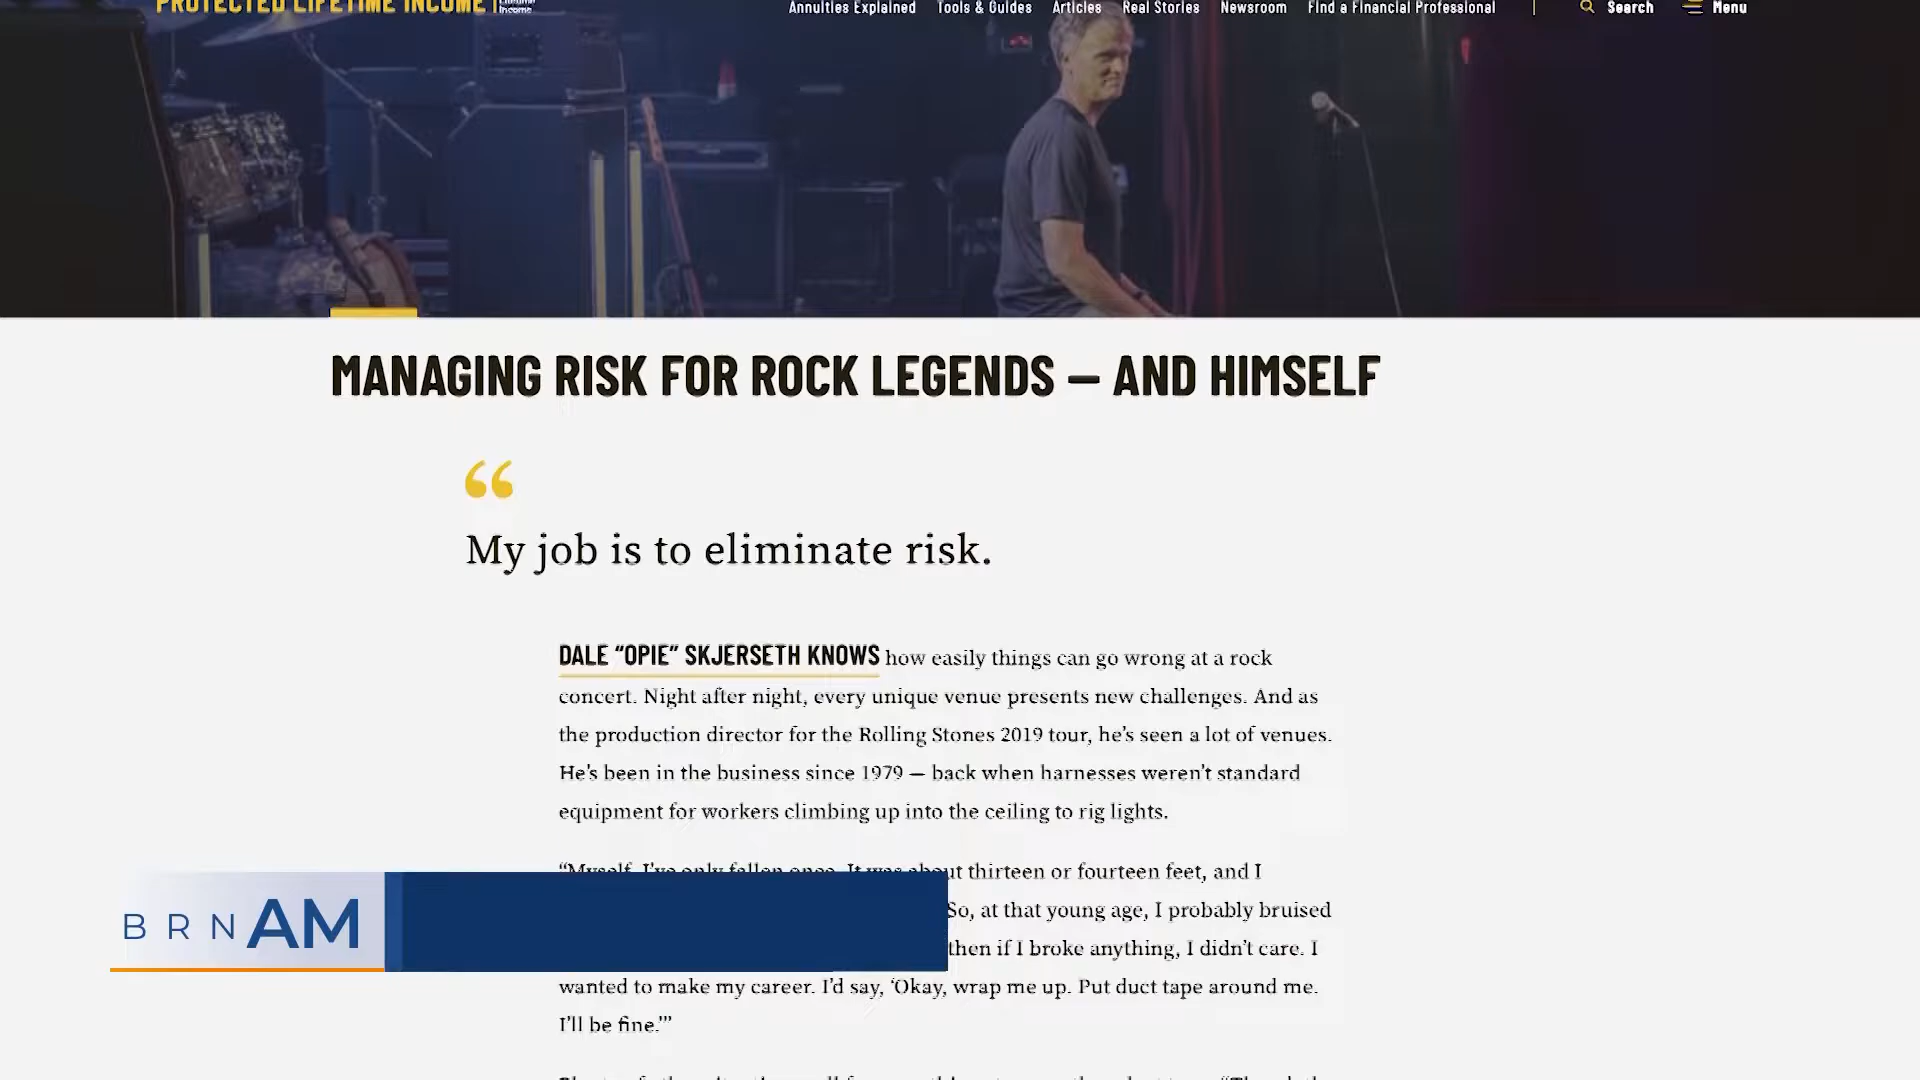 PROTECTED LIFETIME INCOME
Income
Annuities Explained Tools & Guides Articles Real Stories Newsroom Find a Financial Professional Search Menu
MANAGING RISK FOR ROCK LEGENDS — AND HIMSELF
“
My job is to eliminate risk.
DALE “OPIE” SKJERSETH KNOWS how easily things can go wrong at a rock
concert. Night after night, every unique venue presents new challenges. And as
the production director for the Rolling Stones 2019 tour, he’s seen a lot of venues.
He’s been in the business since 1979 — back when harnesses weren’t standard
equipment for workers climbing up into the ceiling to rig lights.
“Myself, I’ve only fallen once. It was about thirteen or fourteen feet, and I
So, at that young age, I probably bruised
then if I broke anything, I didn’t care. I
wanted to make my career. I’d say, ‘Okay, wrap me up. Put duct tape around me.
I’ll be fine.’”
BRN AM